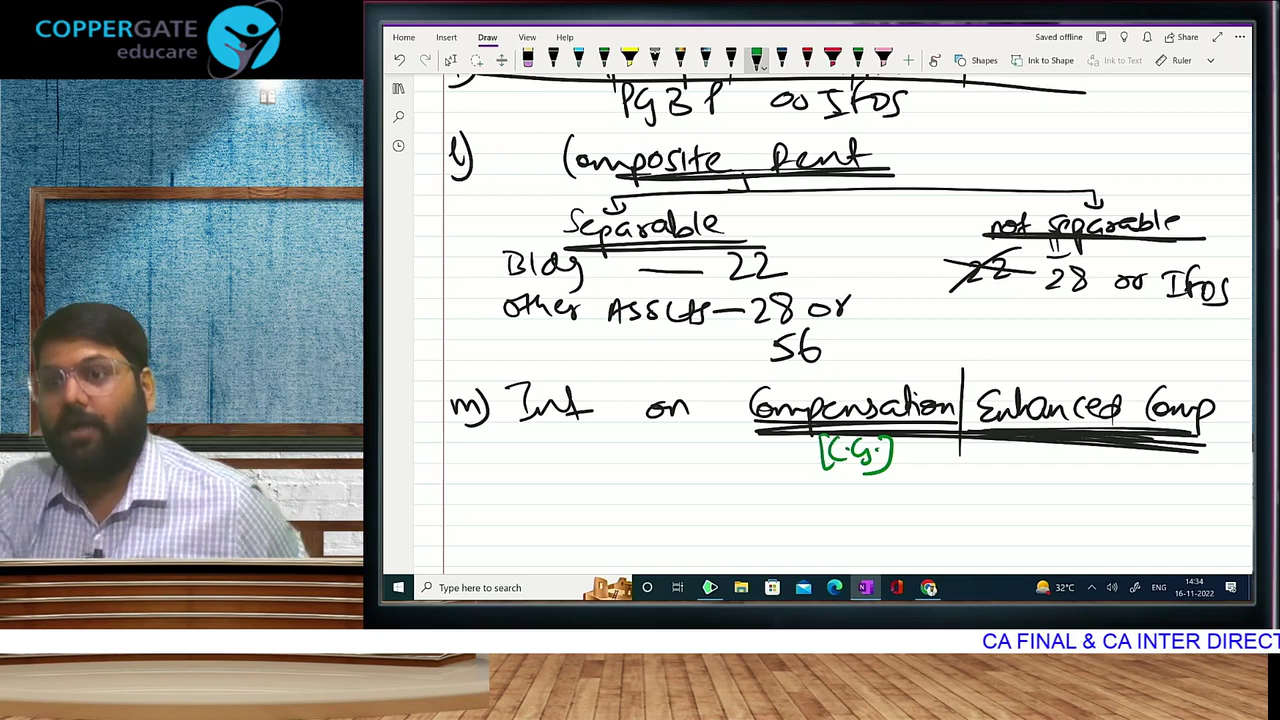 COPPERGATE
educare
Home Insert Draw View Help
Saved offline
Share
Shapes
Ink to Shape
Ink to Text
Ruler
PGBP or IFOS
l) Composite Rent
Separable
not separable
Bldg — 22
22 28 or IFOS
other Assets — 28 or
56
m) Int on Compensation | Enhanced Comp
[C.G.]
Type here to search
32°C
ENG
14:34
16-11-2022
CA FINAL & CA INTER DIRECT